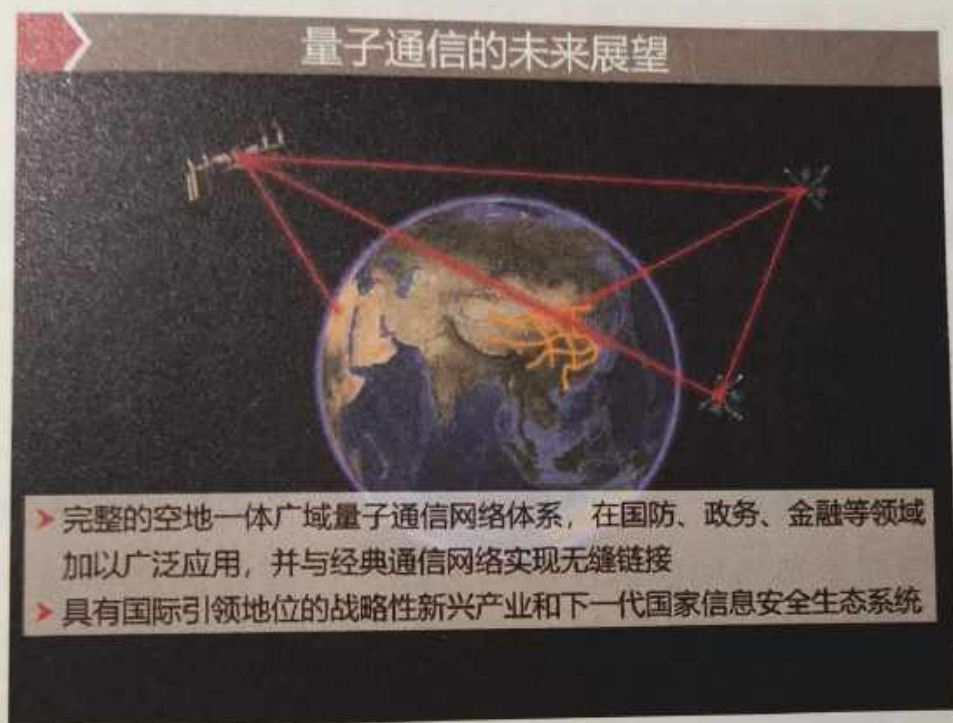 量子通信的未来展望
完整的空地一体广域量子通信网络体系，在国防、政务、金融等领域
加以广泛应用，并与经典通信网络实现无缝链接
具有国际引领地位的战略性新兴产业和下一代国家信息安全生态系统